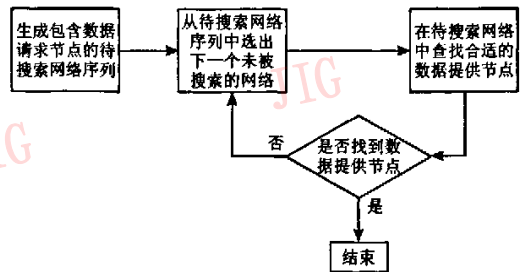 生成包含数据
请求节点的待
搜索网络序列
从待搜索网络
序列中选出
下一个未被
搜索的网络
在待搜索网络
中查找合适的
数据提供节点
JIG
否
是否找到数
据提供节点
是
结束